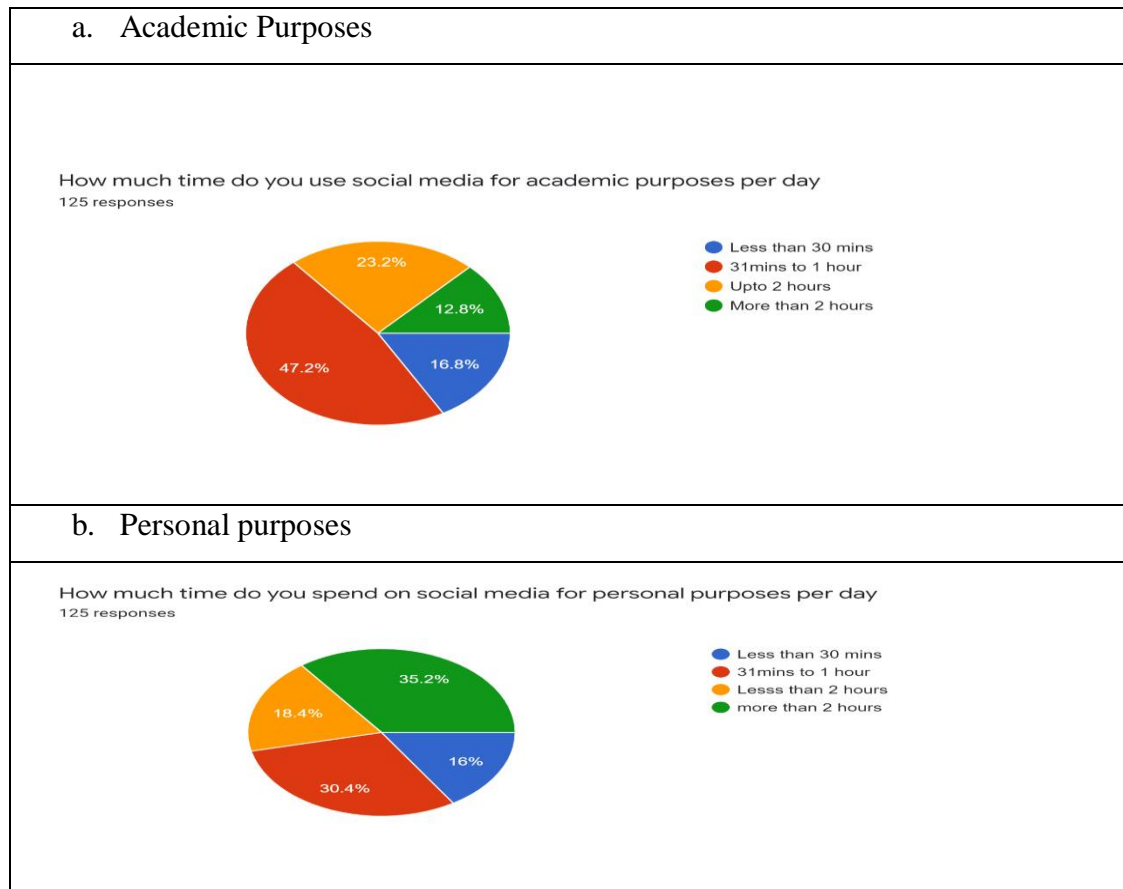 a. Academic Purposes
How much time do you use social media for academic purposes per day
125 responses
23.2%
12.8%
47.2%
16.8%
Less than 30 mins
31mins to 1 hour
Upto 2 hours
More than 2 hours
b. Personal purposes
How much time do you spend on social media for personal purposes per day
125 responses
35.2%
18.4%
16%
30.4%
Less than 30 mins
31mins to 1 hour
Lesss than 2 hours
more than 2 hours